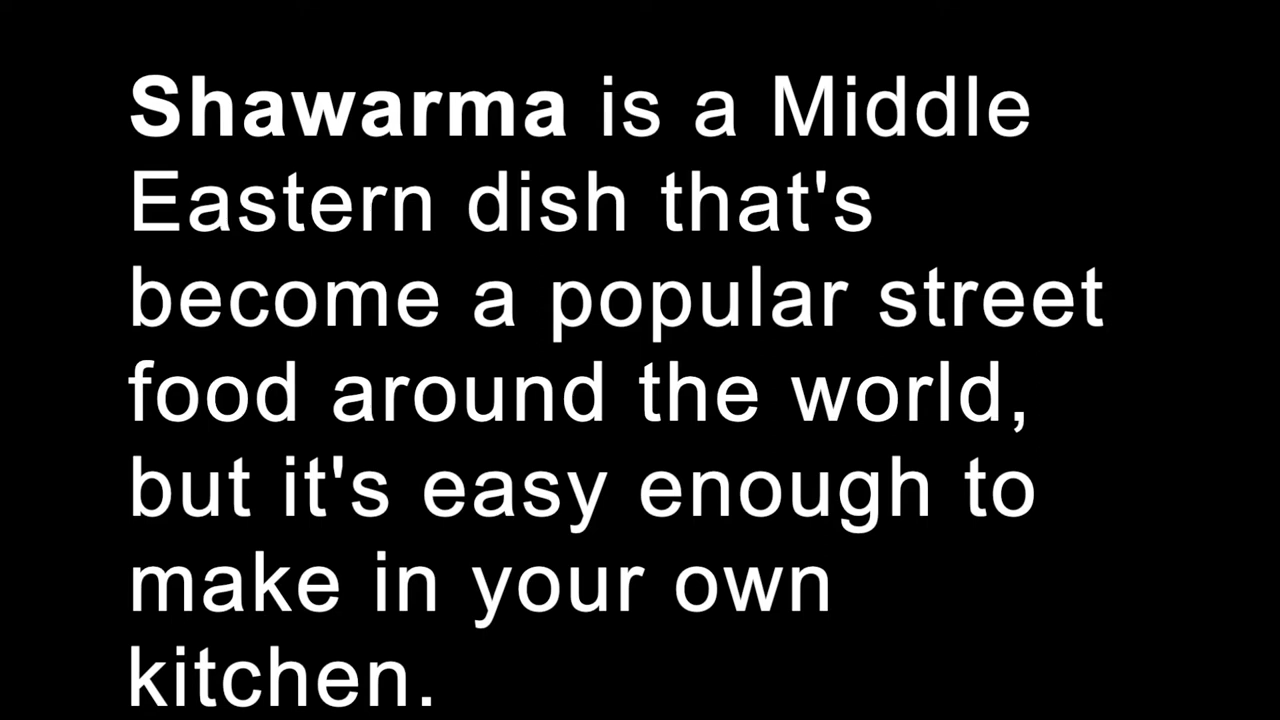 Shawarma is a Middle
Eastern dish that's
become a popular street
food around the world,
but it's easy enough to
make in your own
kitchen.